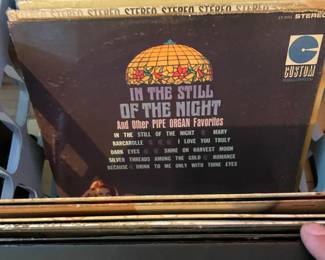 STEREO STEREO STEREO STEREO STEREO
STEREO
C
CUSTOM
IN THE STILL
OF THE NIGHT
And Other PIPE ORGAN Favorites
IN THE STILL OF THE NIGHT MARY
BARCAROLLE I LOVE YOU TRULY
DARK EYES SHINE ON HARVEST MOON
SILVER THREADS AMONG THE GOLD ROMANCE
BECAUSE DRINK TO ME ONLY WITH THINE EYES